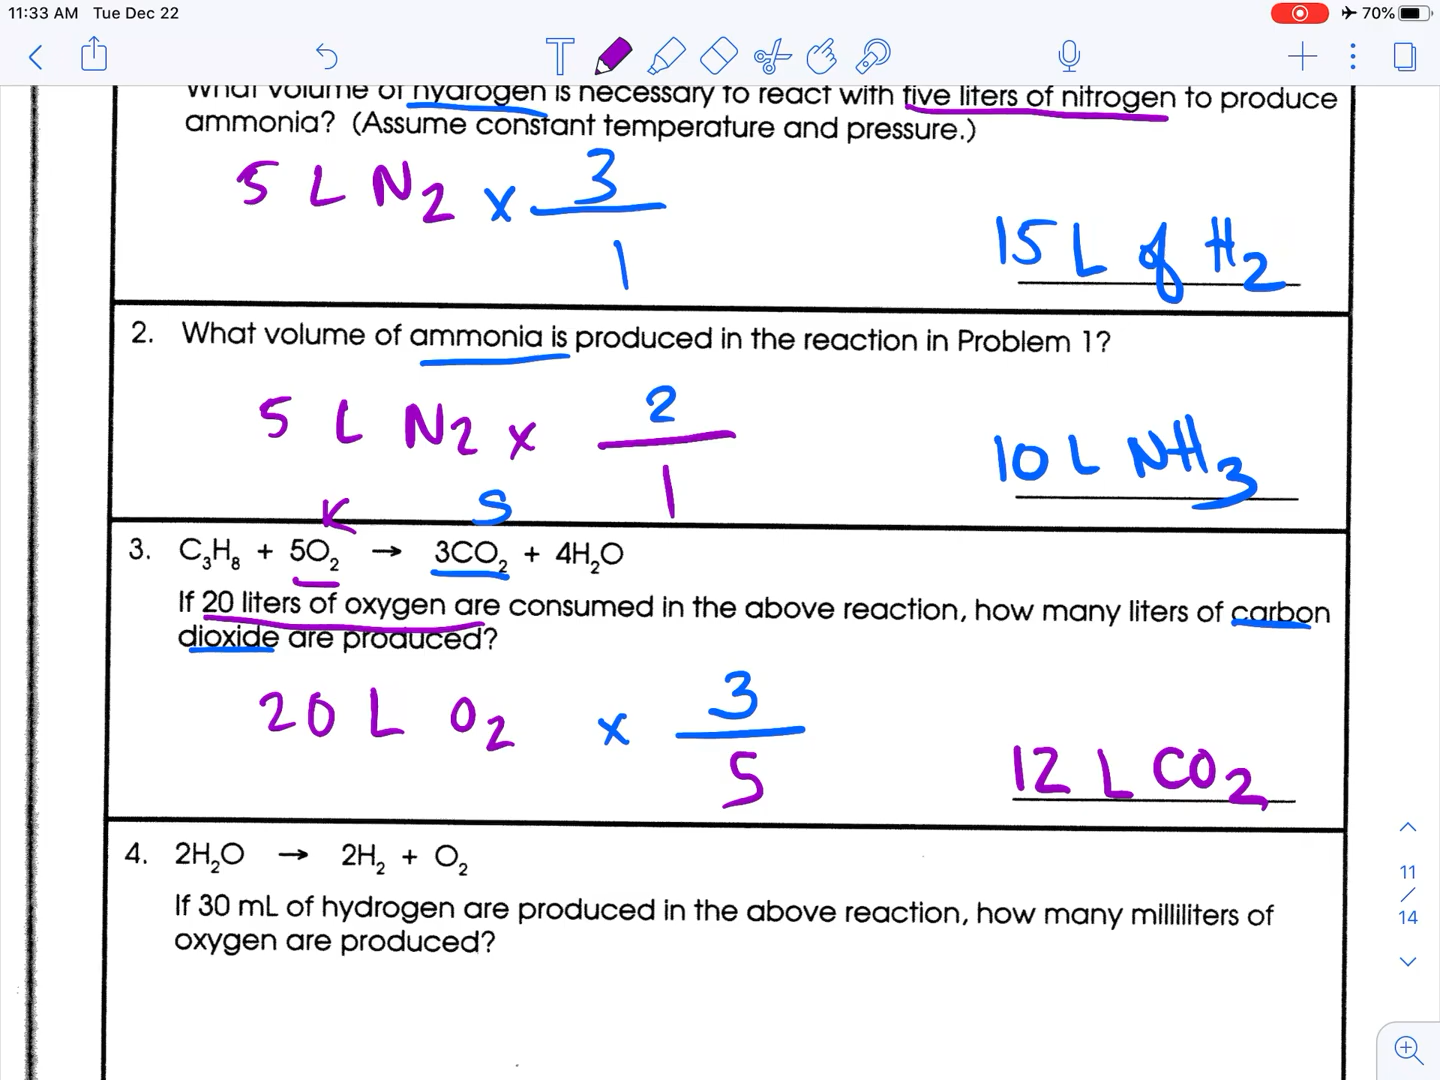 11:33 AM Tue Dec 22
70%
What volume of hydrogen is necessary to react with five liters of nitrogen to produce
ammonia? (Assume constant temperature and pressure.)
5 L N2 x 3
1
15 L of H2
2. What volume of ammonia is produced in the reaction in Problem 1?
5 L N2 x 2
1
10 L NH3
K S
3. C₃H₈ + 5O₂ → 3CO₂ + 4H₂O
If 20 liters of oxygen are consumed in the above reaction, how many liters of carbon
dioxide are produced?
20 L O2 x 3
5
12 L CO2
4. 2H₂O → 2H₂ + O₂
If 30 mL of hydrogen are produced in the above reaction, how many milliliters of
oxygen are produced?
11
/
14